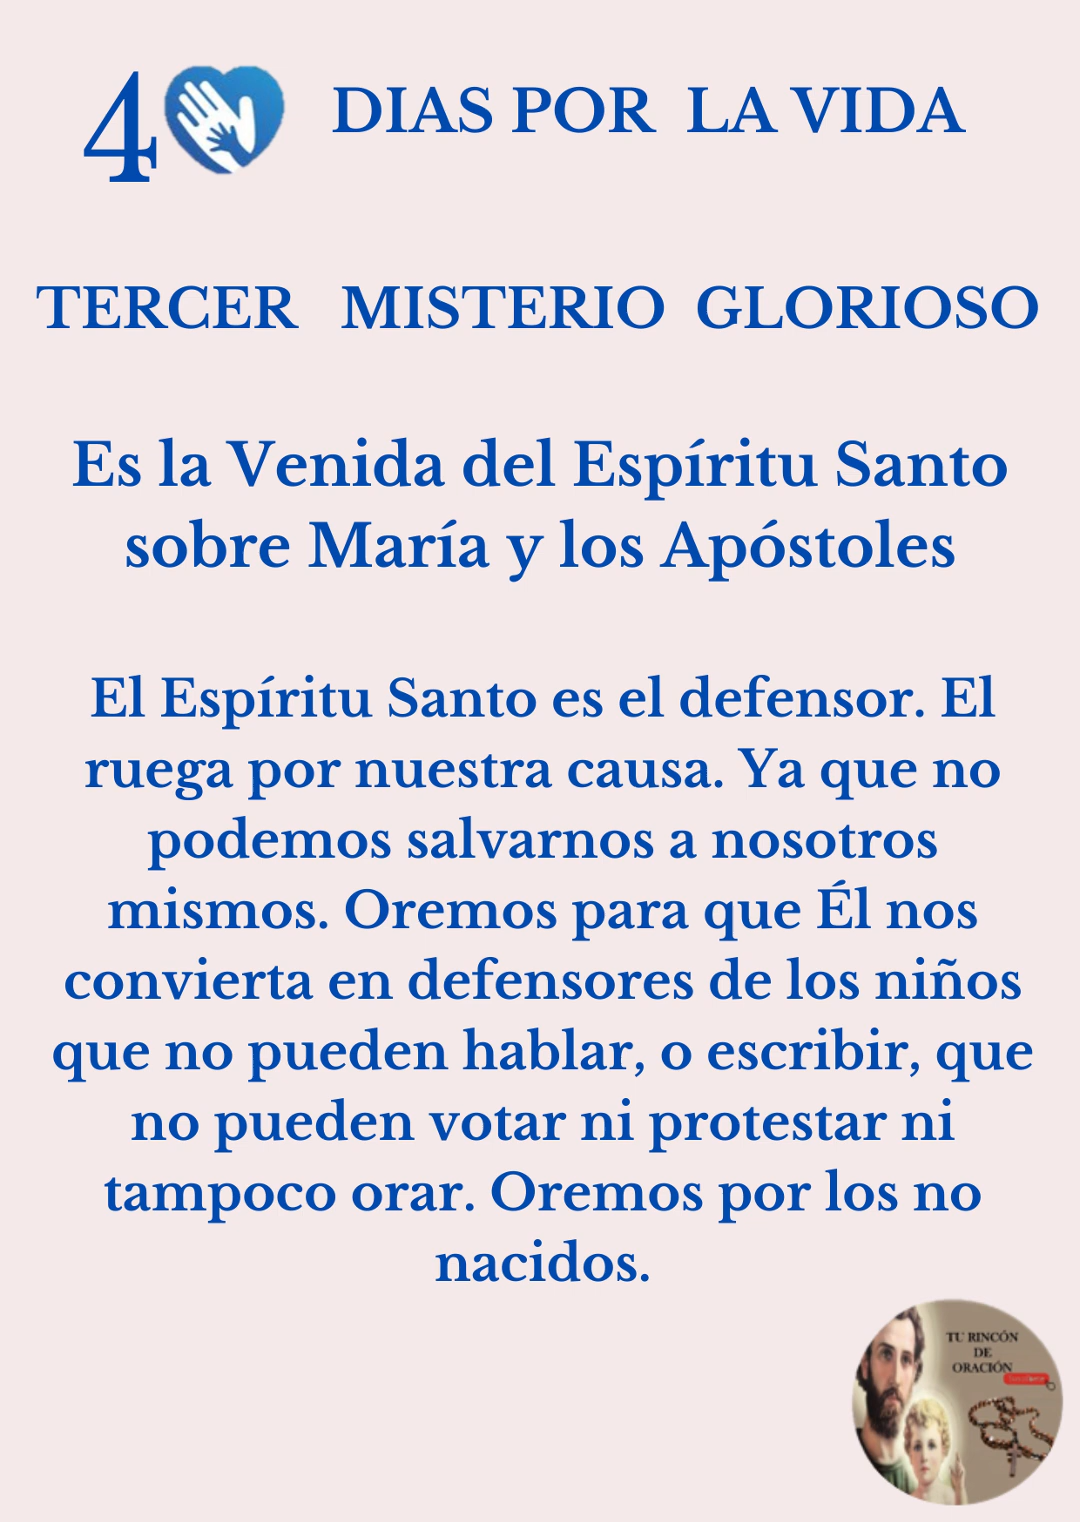 4 DIAS POR LA VIDA
TERCER MISTERIO GLORIOSO
Es la Venida del Espíritu Santo
sobre María y los Apóstoles
El Espíritu Santo es el defensor. El
ruega por nuestra causa. Ya que no
podemos salvarnos a nosotros
mismos. Oremos para que Él nos
convierta en defensores de los niños
que no pueden hablar, o escribir, que
no pueden votar ni protestar ni
tampoco orar. Oremos por los no
nacidos.
TU RINCÓN
DE
ORACIÓN